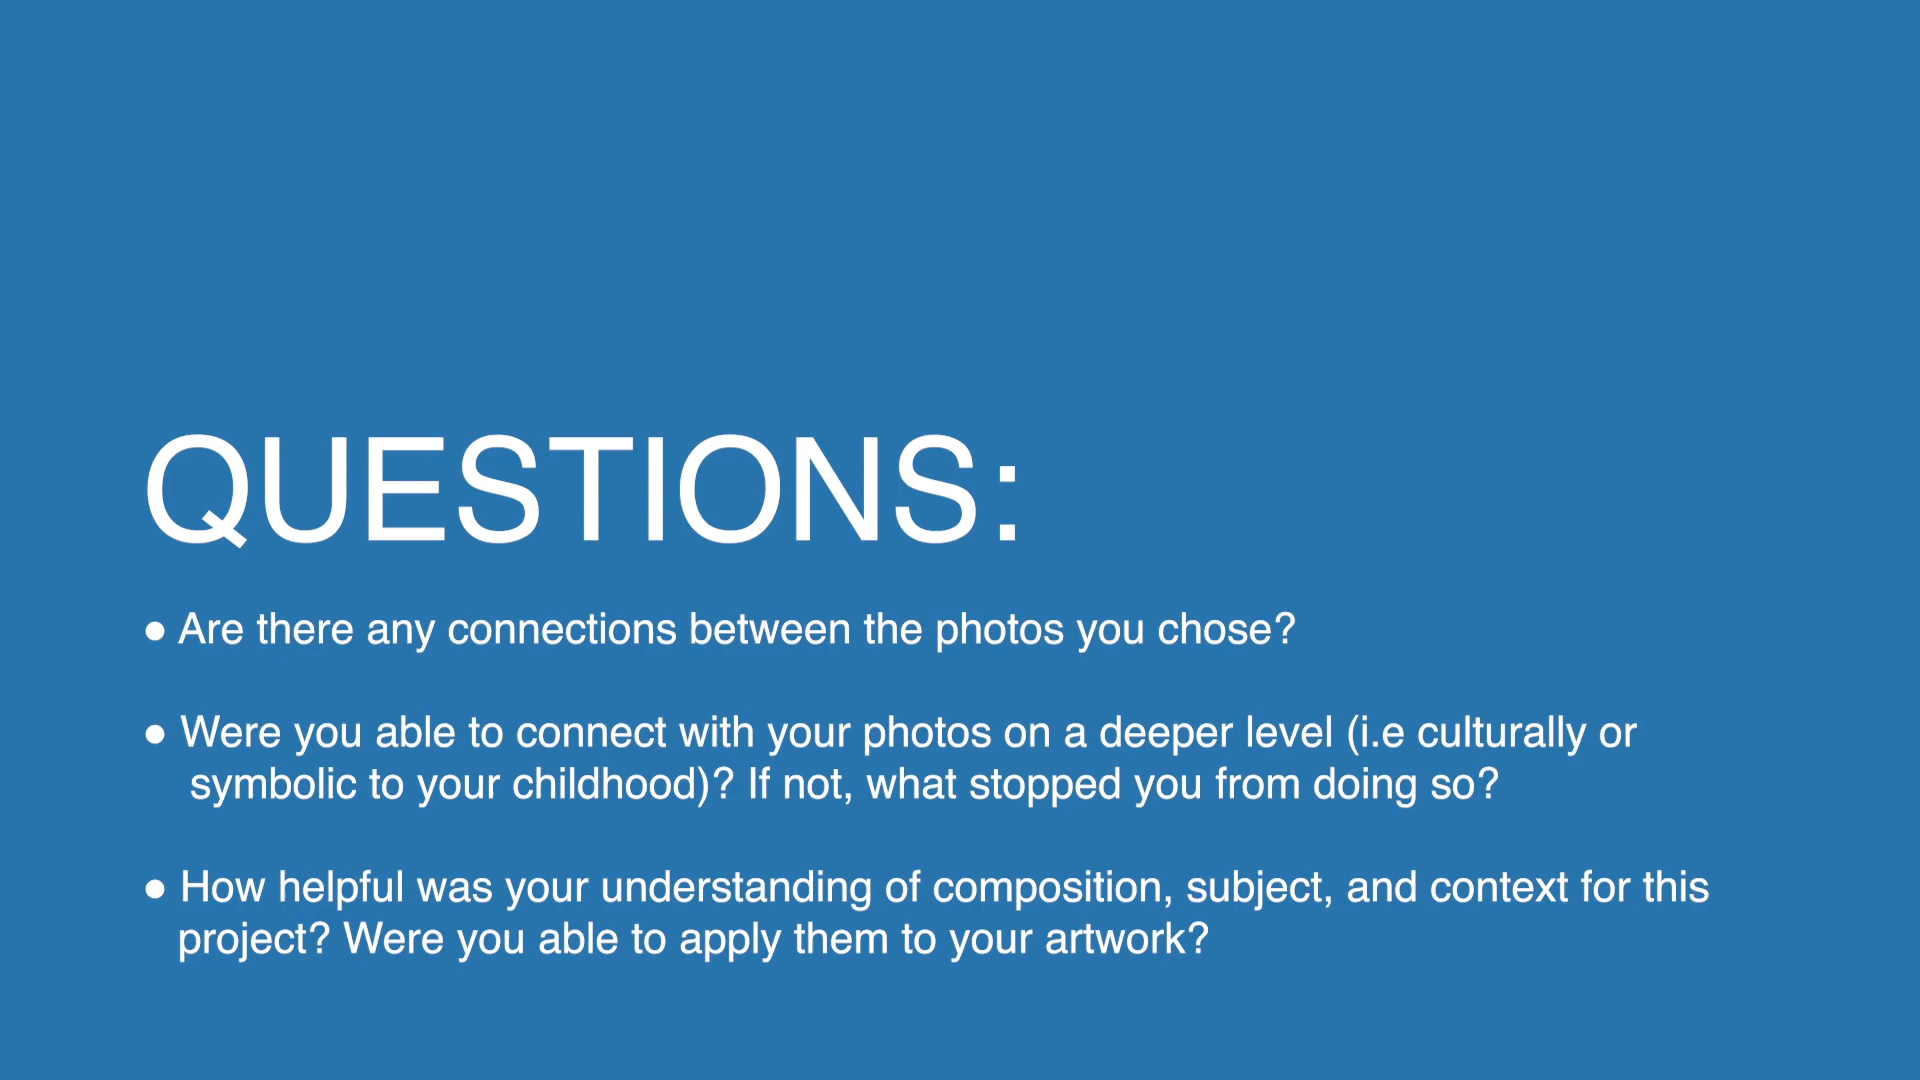 QUESTIONS:
● Are there any connections between the photos you chose?
● Were you able to connect with your photos on a deeper level (i.e culturally or
symbolic to your childhood)? If not, what stopped you from doing so?
● How helpful was your understanding of composition, subject, and context for this
project? Were you able to apply them to your artwork?